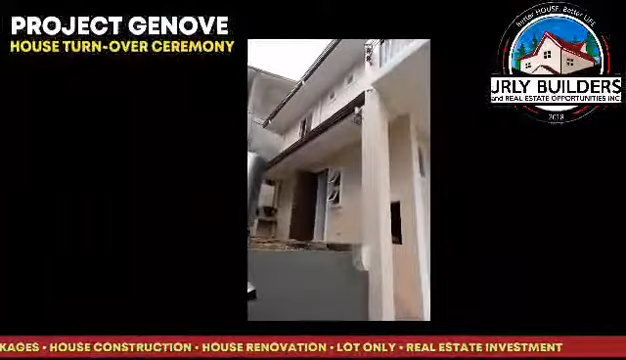 PROJECT GENOVE
HOUSE TURN-OVER CEREMONY
Better HOUSE, Better LIFE
JRLY BUILDERS
and REAL ESTATE OPPORTUNITIES INC.
2018
KAGES • HOUSE CONSTRUCTION • HOUSE RENOVATION • LOT ONLY • REAL ESTATE INVESTMENT